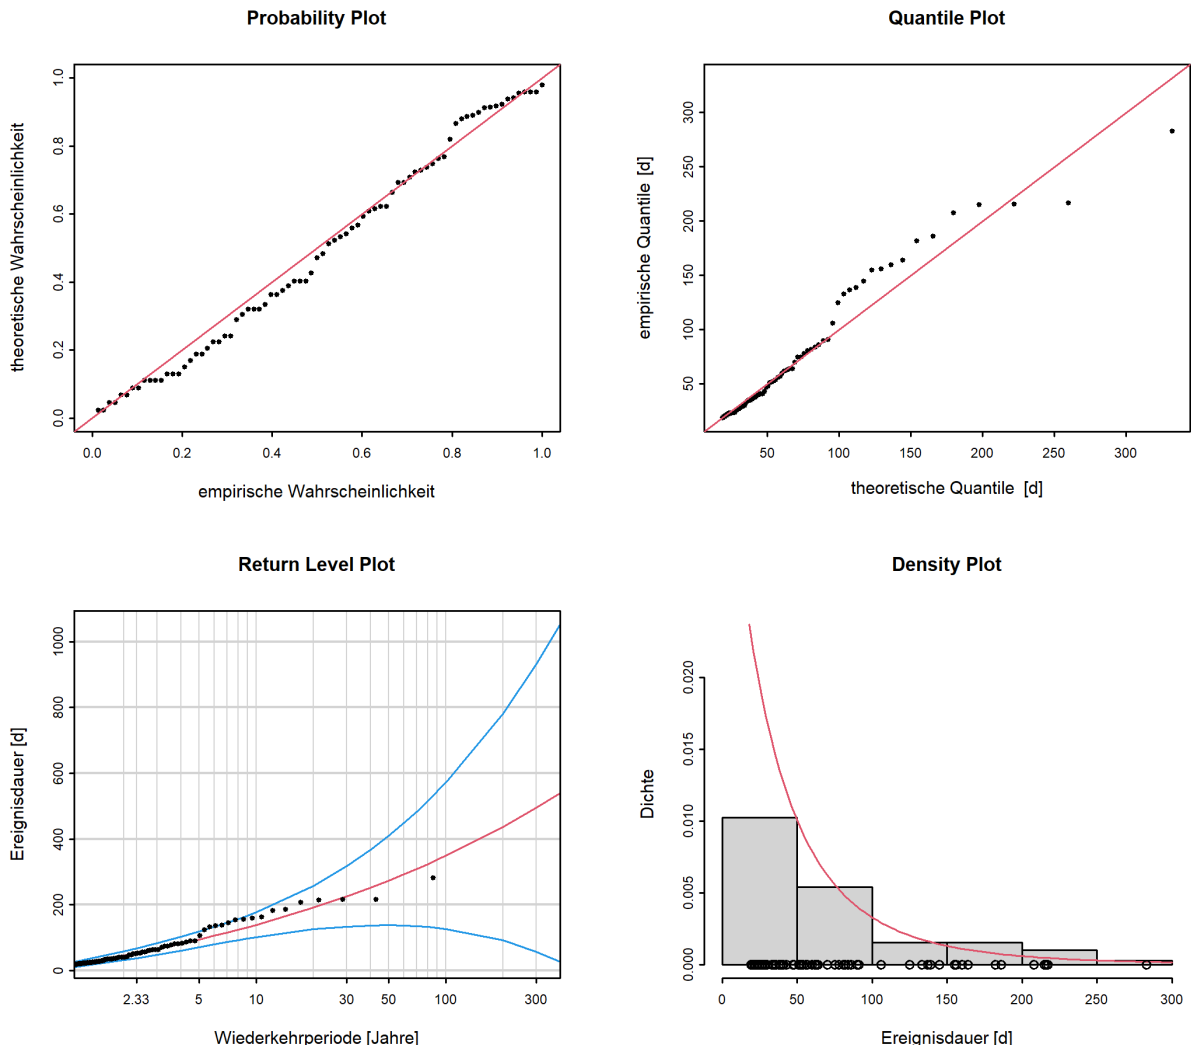 Probability Plot
theoretische Wahrscheinlichkeit
0.0 0.2 0.4 0.6 0.8 1.0
0.0 0.2 0.4 0.6 0.8 1.0
empirische Wahrscheinlichkeit
Quantile Plot
empirische Quantile [d]
50 100 150 200 250 300
50 100 150 200 250 300
theoretische Quantile [d]
Return Level Plot
Ereignisdauer [d]
0 200 400 600 800 1000
2.33 5 10 30 50 100 300
Wiederkehrperiode [Jahre]
Density Plot
Dichte
0.000 0.005 0.010 0.015 0.020
0 50 100 150 200 250 300
Ereignisdauer [d]